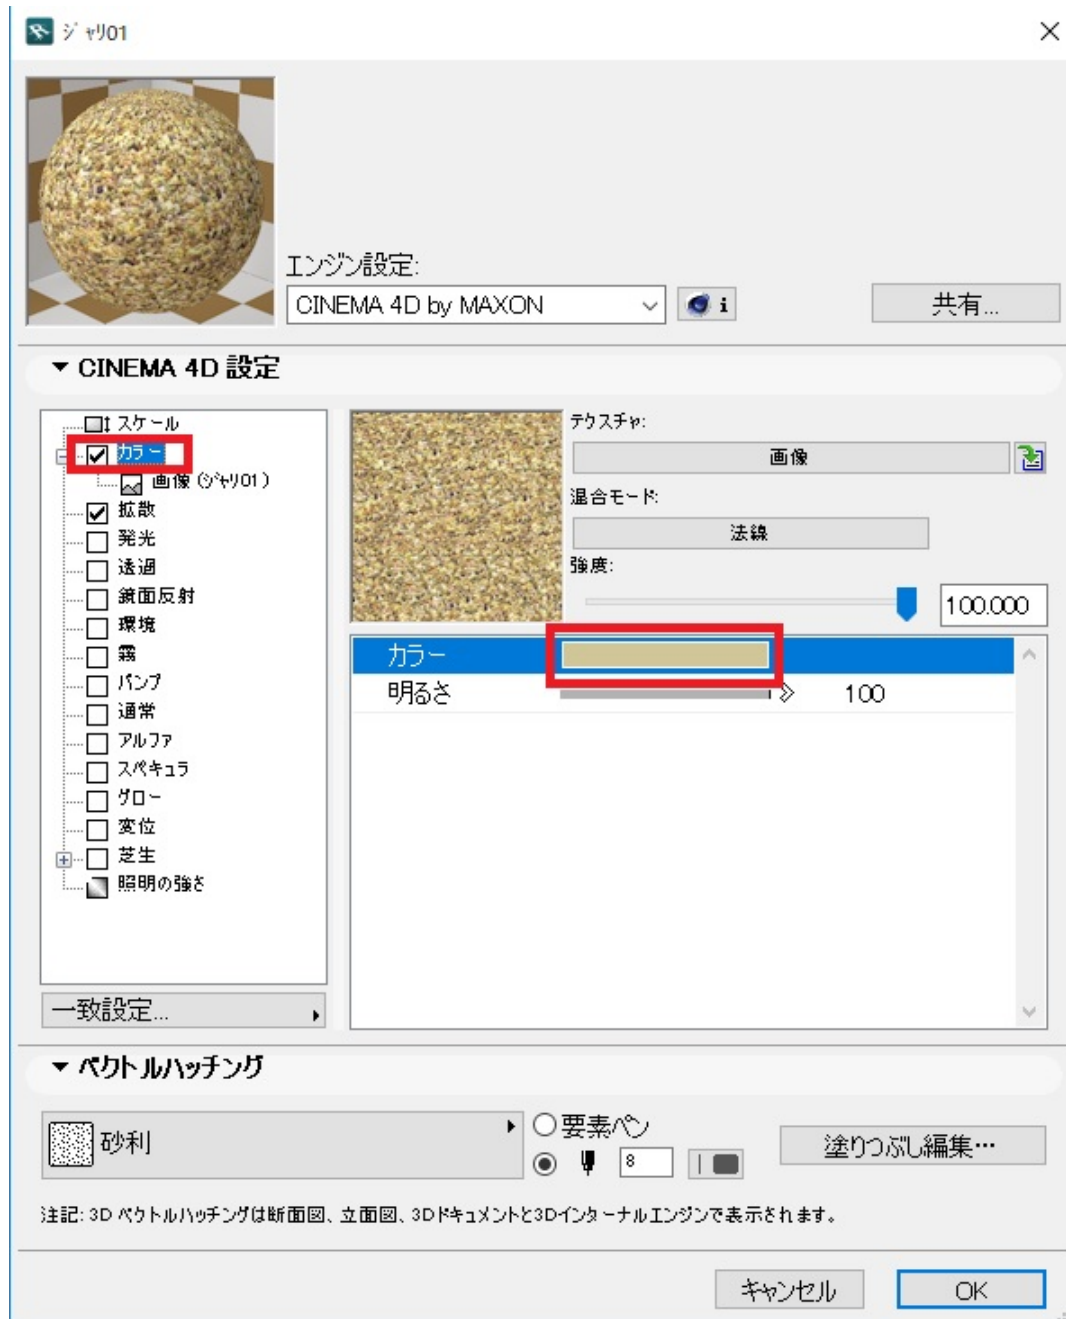 ジャリ01
エンジン設定:
CINEMA 4D by MAXON
i
共有...
CINEMA 4D 設定
スケール
カラー
画像 (ジャリ01)
拡散
発光
透過
鏡面反射
環境
霧
バンプ
通常
アルファ
スペキュラ
グロー
変位
芝生
照明の強さ
一致設定...
テクスチャ:
画像
混合モード:
法線
強度:
100.000
カラー
明るさ 100
ベクトルハッチング
砂利
要素ペン
8
塗りつぶし編集…
注記: 3D ベクトルハッチングは断面図、立面図、3Dドキュメントと3Dインターナルエンジンで表示されます。
キャンセル
OK